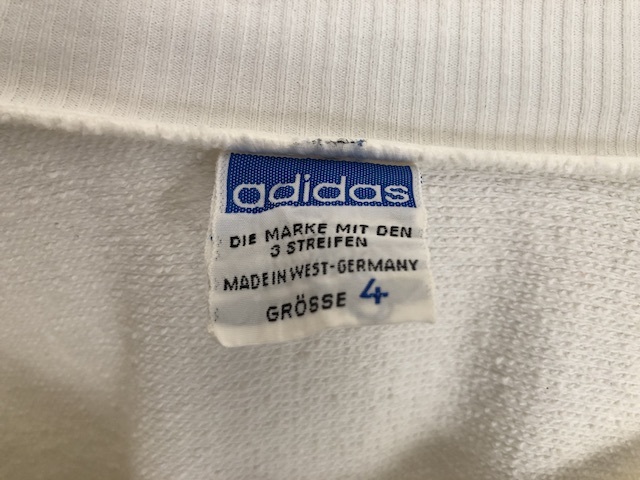 adidas
DIE MARKE MIT DEN
3 STREIFEN
MADE IN WEST-GERMANY
GRÖSSE 4